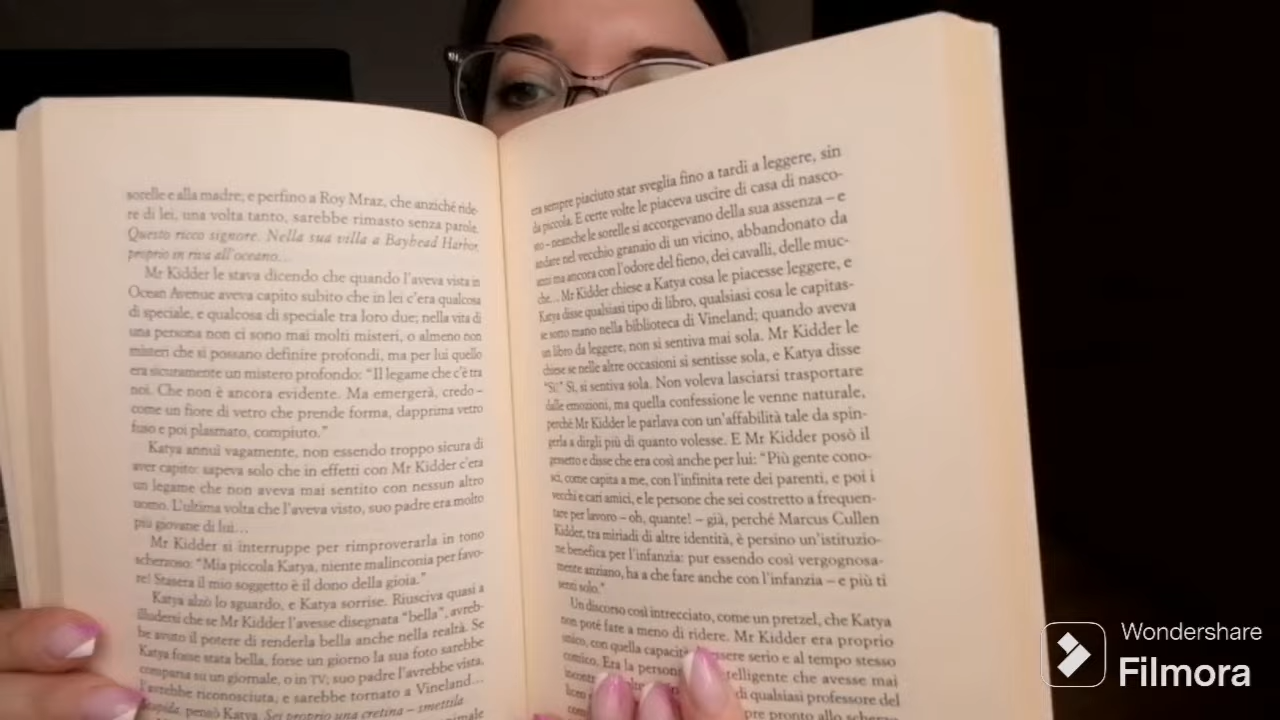 sorelle e alla madre; e perfino a Roy Mraz, che anziché ride-
re di lei, una volta tanto, sarebbe rimasto senza parole.
Questo ricco signore. Nella sua villa a Bayhead Harbor,
proprio in riva all'oceano...
Mr Kidder le stava dicendo che quando l'aveva vista in
Ocean Avenue aveva capito subito che in lei c'era qualcosa
di speciale, e qualcosa di speciale tra loro due; nella vita di
una persona non ci sono mai molti misteri, o almeno non
misteri che si possano definire profondi, ma per lui quello
era sicuramente un mistero profondo: "Il legame che c'è tra
noi. Che non è ancora evidente. Ma emergerà, credo –
come un fiore di vetro che prende forma, dapprima vetro
fuso e poi plasmato, compiuto."
Katya annuì vagamente, non essendo troppo sicura di
aver capito: sapeva solo che in effetti con Mr Kidder c'era
un legame che non aveva mai sentito con nessun altro
uomo. L'ultima volta che l'aveva visto, suo padre era molto
più giovane di lui...
Mr Kidder si interruppe per rimproverarla in tono
scherzoso: "Mia piccola Katya, niente malinconia per favo-
re! Stasera il mio soggetto è il dono della gioia."
Katya alzò lo sguardo, e Katya sorrise. Riusciva quasi a
illudersi che se Mr Kidder l'avesse disegnata "bella", avreb-
be avuto il potere di renderla bella anche nella realtà. Se
Katya fosse stata bella, forse un giorno la sua foto sarebbe
comparsa su un giornale, o in TV; suo padre l'avrebbe vista,
l'avrebbe riconosciuta, e sarebbe tornato a Vineland...
Stupida, pensò Katya. Sei proprio una cretina – smettila
era sempre piaciuto star sveglia fino a tardi a leggere, sin
da piccola. E certe volte le piaceva uscire di casa di nasco-
sto – neanche le sorelle si accorgevano della sua assenza – e
andare nel vecchio granaio di un vicino, abbandonato da
anni ma ancora con l'odore del fieno, dei cavalli, delle muc-
che... Mr Kidder chiese a Katya cosa le piacesse leggere, e
Katya disse qualsiasi tipo di libro, qualsiasi cosa le capitas-
se sotto mano nella biblioteca di Vineland; quando aveva
un libro da leggere, non si sentiva mai sola. Mr Kidder le
chiese se nelle altre occasioni si sentisse sola, e Katya disse
"Sì." Sì, si sentiva sola. Non voleva lasciarsi trasportare
dalle emozioni, ma quella confessione le venne naturale,
perché Mr Kidder le parlava con un'affabilità tale da spin-
gerla a dirgli più di quanto volesse. E Mr Kidder posò il
gessetto e disse che era così anche per lui: "Più gente cono-
sci, come capita a me, con l'infinita rete dei parenti, e poi i
vecchi e cari amici, e le persone che sei costretto a frequen-
tare per lavoro – oh, quante! – già, perché Marcus Cullen
Kidder, tra miriadi di altre identità, è persino un'istituzio-
ne benefica per l'infanzia: pur essendo così vergognosa-
mente anziano, ha a che fare anche con l'infanzia – e più ti
senti solo."
Un discorso così intrecciato, come un pretzel, che Katya
non poté fare a meno di ridere. Mr Kidder era proprio
unico, con quella capacità essere serio e al tempo stesso
comico. Era la telligente che avesse mai
di qualsiasi professore del
pre pronto allo scherzo
Wondershare
Filmora